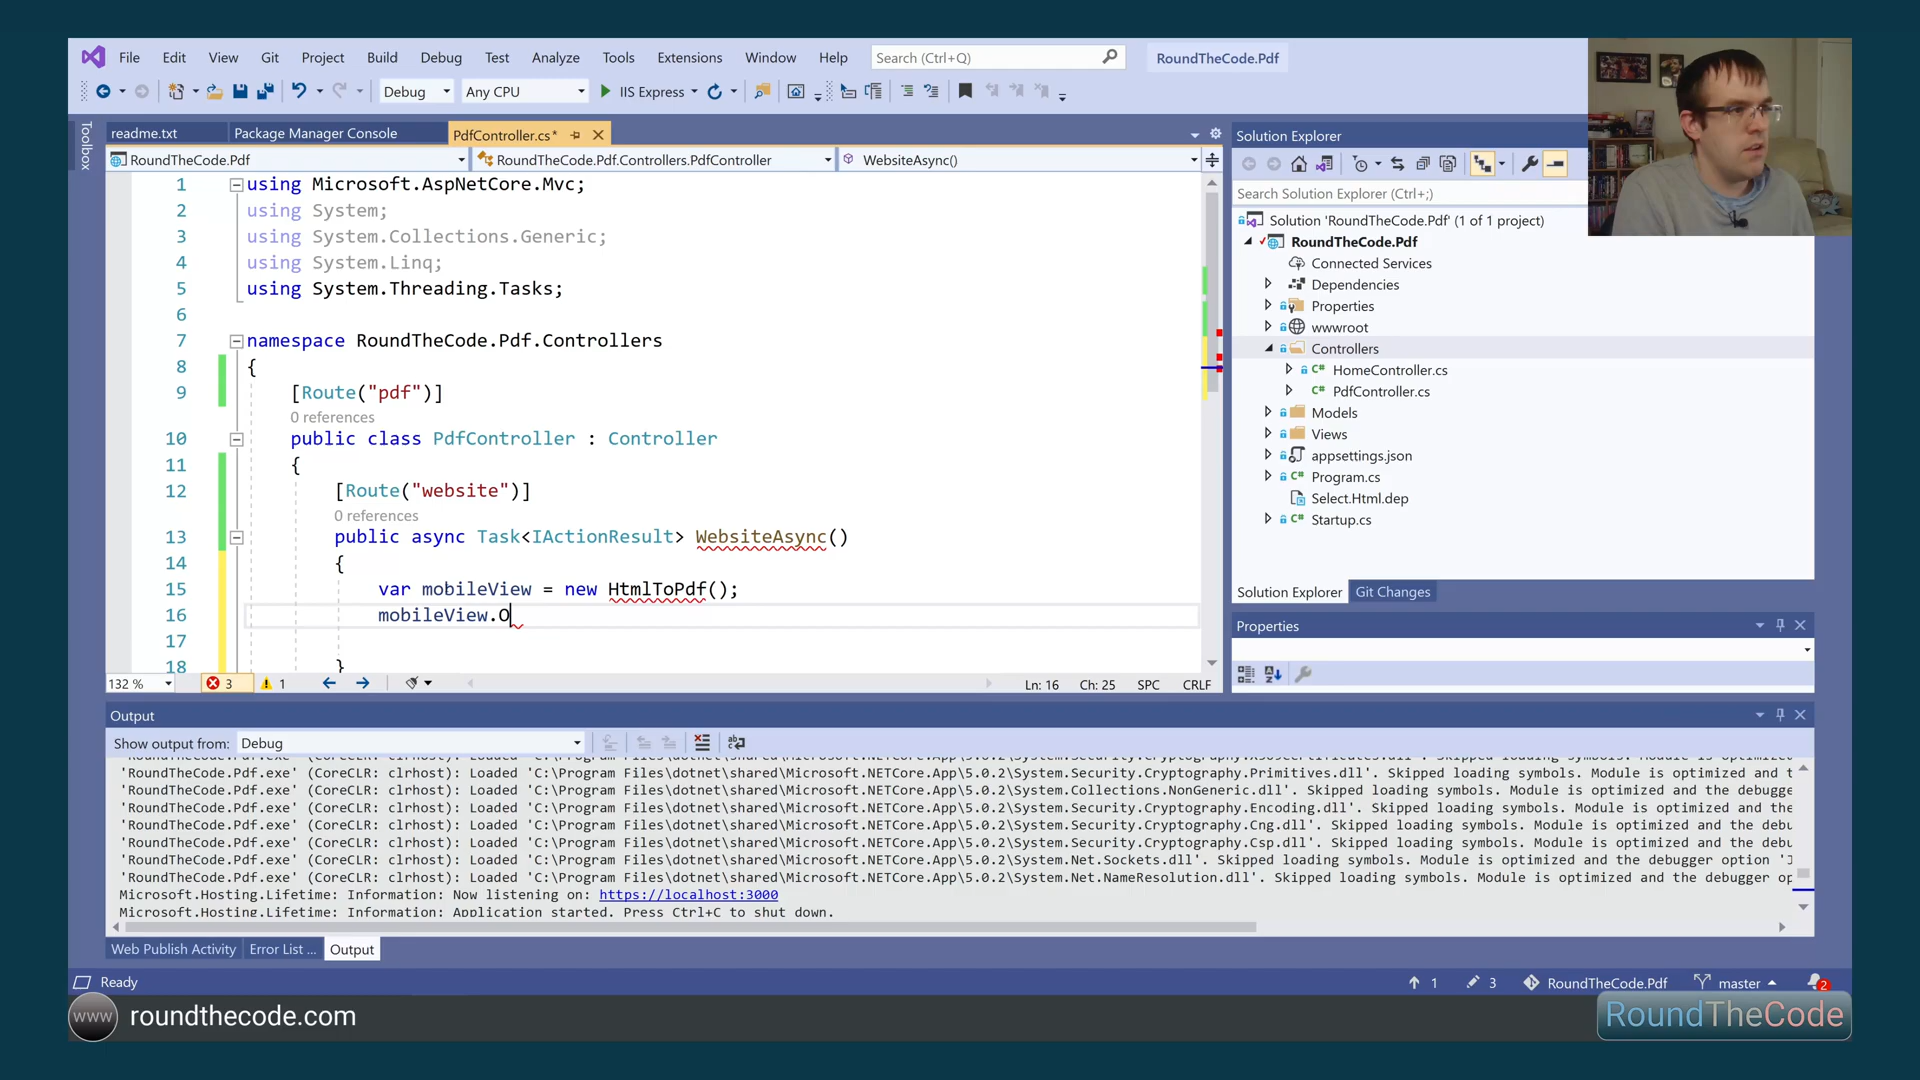 File Edit View Git Project Build Debug Test Analyze Tools Extensions Window Help Search (Ctrl+Q) RoundTheCode.Pdf
Debug Any CPU IIS Express
Toolbox
readme.txt Package Manager Console PdfController.cs*
RoundTheCode.Pdf RoundTheCode.Pdf.Controllers.PdfController WebsiteAsync()
1 using Microsoft.AspNetCore.Mvc;
2 using System;
3 using System.Collections.Generic;
4 using System.Linq;
5 using System.Threading.Tasks;
6
7 namespace RoundTheCode.Pdf.Controllers
8 {
9 [Route("pdf")]
0 references
10 public class PdfController : Controller
11 {
12 [Route("website")]
0 references
13 public async Task<IActionResult> WebsiteAsync()
14 {
15 var mobileView = new HtmlToPdf();
16 mobileView.O
17
18 }
132 % 3 1 Ln: 16 Ch: 25 SPC CRLF
Solution Explorer
Search Solution Explorer (Ctrl+;)
Solution 'RoundTheCode.Pdf' (1 of 1 project)
RoundTheCode.Pdf
Connected Services
Dependencies
Properties
wwwroot
Controllers
HomeController.cs
PdfController.cs
Models
Views
appsettings.json
Program.cs
Select.Html.dep
Startup.cs
Solution Explorer Git Changes
Properties
Output
Show output from: Debug
'RoundTheCode.Pdf.exe' (CoreCLR: clrhost): Loaded 'C:\Program Files\dotnet\shared\Microsoft.NETCore.App\5.0.2\System.Security.Cryptography.Primitives.dll'. Skipped loading symbols. Module is optimized and t
'RoundTheCode.Pdf.exe' (CoreCLR: clrhost): Loaded 'C:\Program Files\dotnet\shared\Microsoft.NETCore.App\5.0.2\System.Collections.NonGeneric.dll'. Skipped loading symbols. Module is optimized and the debugge
'RoundTheCode.Pdf.exe' (CoreCLR: clrhost): Loaded 'C:\Program Files\dotnet\shared\Microsoft.NETCore.App\5.0.2\System.Security.Cryptography.Encoding.dll'. Skipped loading symbols. Module is optimized and the
'RoundTheCode.Pdf.exe' (CoreCLR: clrhost): Loaded 'C:\Program Files\dotnet\shared\Microsoft.NETCore.App\5.0.2\System.Security.Cryptography.Cng.dll'. Skipped loading symbols. Module is optimized and the debu
'RoundTheCode.Pdf.exe' (CoreCLR: clrhost): Loaded 'C:\Program Files\dotnet\shared\Microsoft.NETCore.App\5.0.2\System.Security.Cryptography.Csp.dll'. Skipped loading symbols. Module is optimized and the debu
'RoundTheCode.Pdf.exe' (CoreCLR: clrhost): Loaded 'C:\Program Files\dotnet\shared\Microsoft.NETCore.App\5.0.2\System.Net.Sockets.dll'. Skipped loading symbols. Module is optimized and the debugger option 'J
'RoundTheCode.Pdf.exe' (CoreCLR: clrhost): Loaded 'C:\Program Files\dotnet\shared\Microsoft.NETCore.App\5.0.2\System.Net.NameResolution.dll'. Skipped loading symbols. Module is optimized and the debugger op
Microsoft.Hosting.Lifetime: Information: Now listening on: https://localhost:3000
Microsoft.Hosting.Lifetime: Information: Application started. Press Ctrl+C to shut down.
Web Publish Activity Error List ... Output
Ready 1 3 RoundTheCode.Pdf master 2
www roundthecode.com RoundTheCode